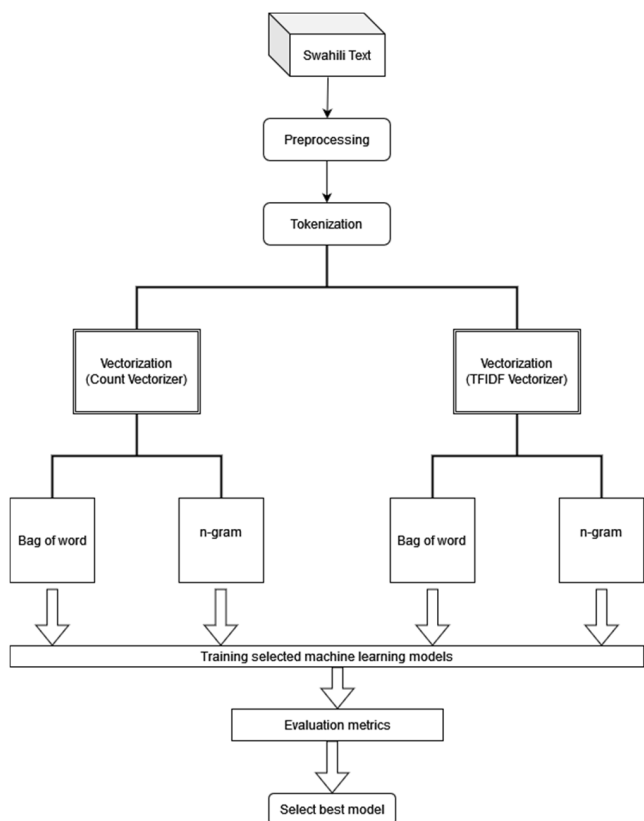 Swahili Text
Preprocessing
Tokenization
Vectorization
(Count Vectorizer)
Vectorization
(TFIDF Vectorizer)
Bag of word
n-gram
Bag of word
n-gram
Training selected machine learning models
Evaluation metrics
Select best model